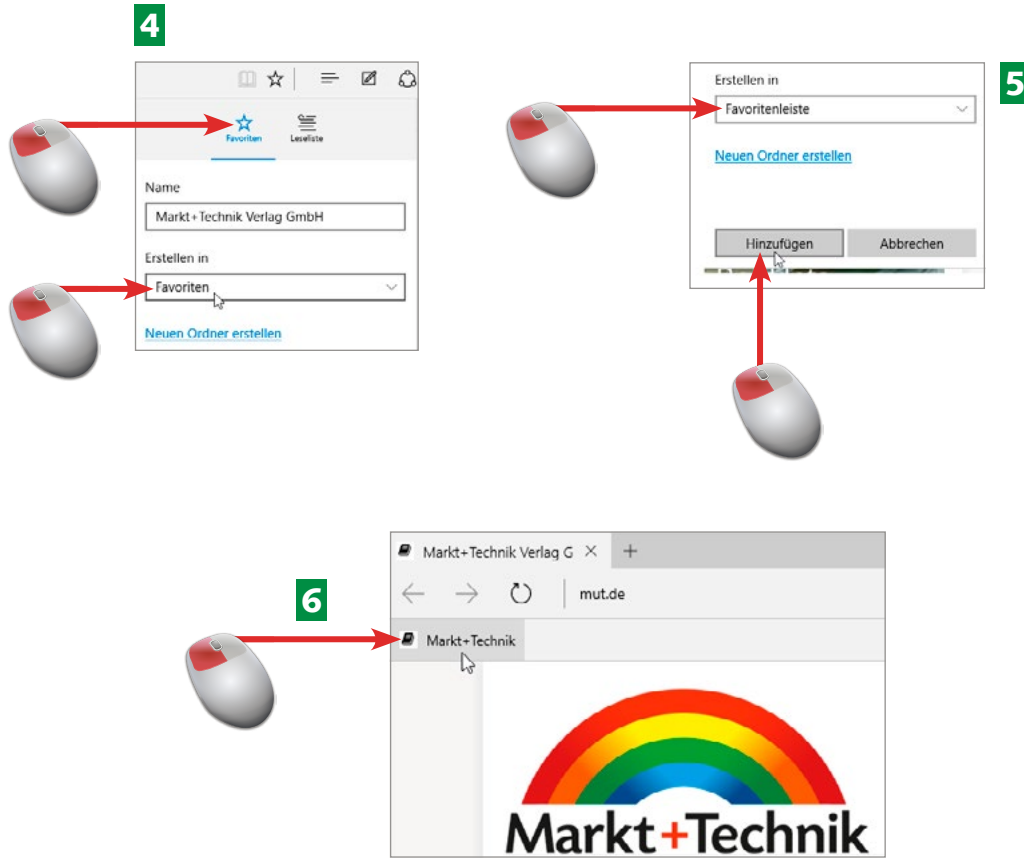 4
Favoriten
Leseliste
Name
Markt+Technik Verlag GmbH
Erstellen in
Favoriten
Neuen Ordner erstellen
5
Erstellen in
Favoritenleiste
Neuen Ordner erstellen
Hinzufügen
Abbrechen
6
Markt+Technik Verlag G
mut.de
Markt+Technik
Markt+Technik